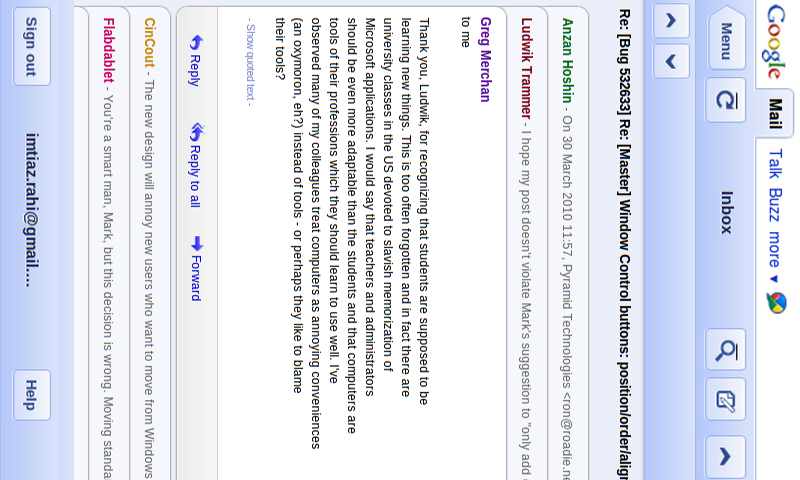 Google Mail Talk Buzz more ▾
Menu Inbox
Re: [Bug 532633] Re: [Master] Window Control buttons: position/order/align
Anzan Hoshin - On 30 March 2010 11:57, Pyramid Technologies <ron@roadie.ne
Ludwik Trammer - I hope my post doesn't violate Mark's suggestion to "only add
Greg Merchan
to me
Thank you, Ludwik, for recognizing that students are supposed to be
learning new things. This is too often forgotten and in fact there are
university classes in the US devoted to slavish memorization of
Microsoft applications. I would say that teachers and administrators
should be even more adaptable than the students and that computers are
tools of their professions which they should learn to use well. I've
observed many of my colleagues treat computers as annoying conveniences
(an oxymoron, eh?) instead of tools - or perhaps they like to blame
their tools?
- Show quoted text -
Reply Reply to all Forward
CinCout - The new design will annoy new users who want to move from Windows
Flabdablet - You're a smart man, Mark, but this decision is wrong. Moving standa
Sign out imtiaz.rahi@gmail.... Help